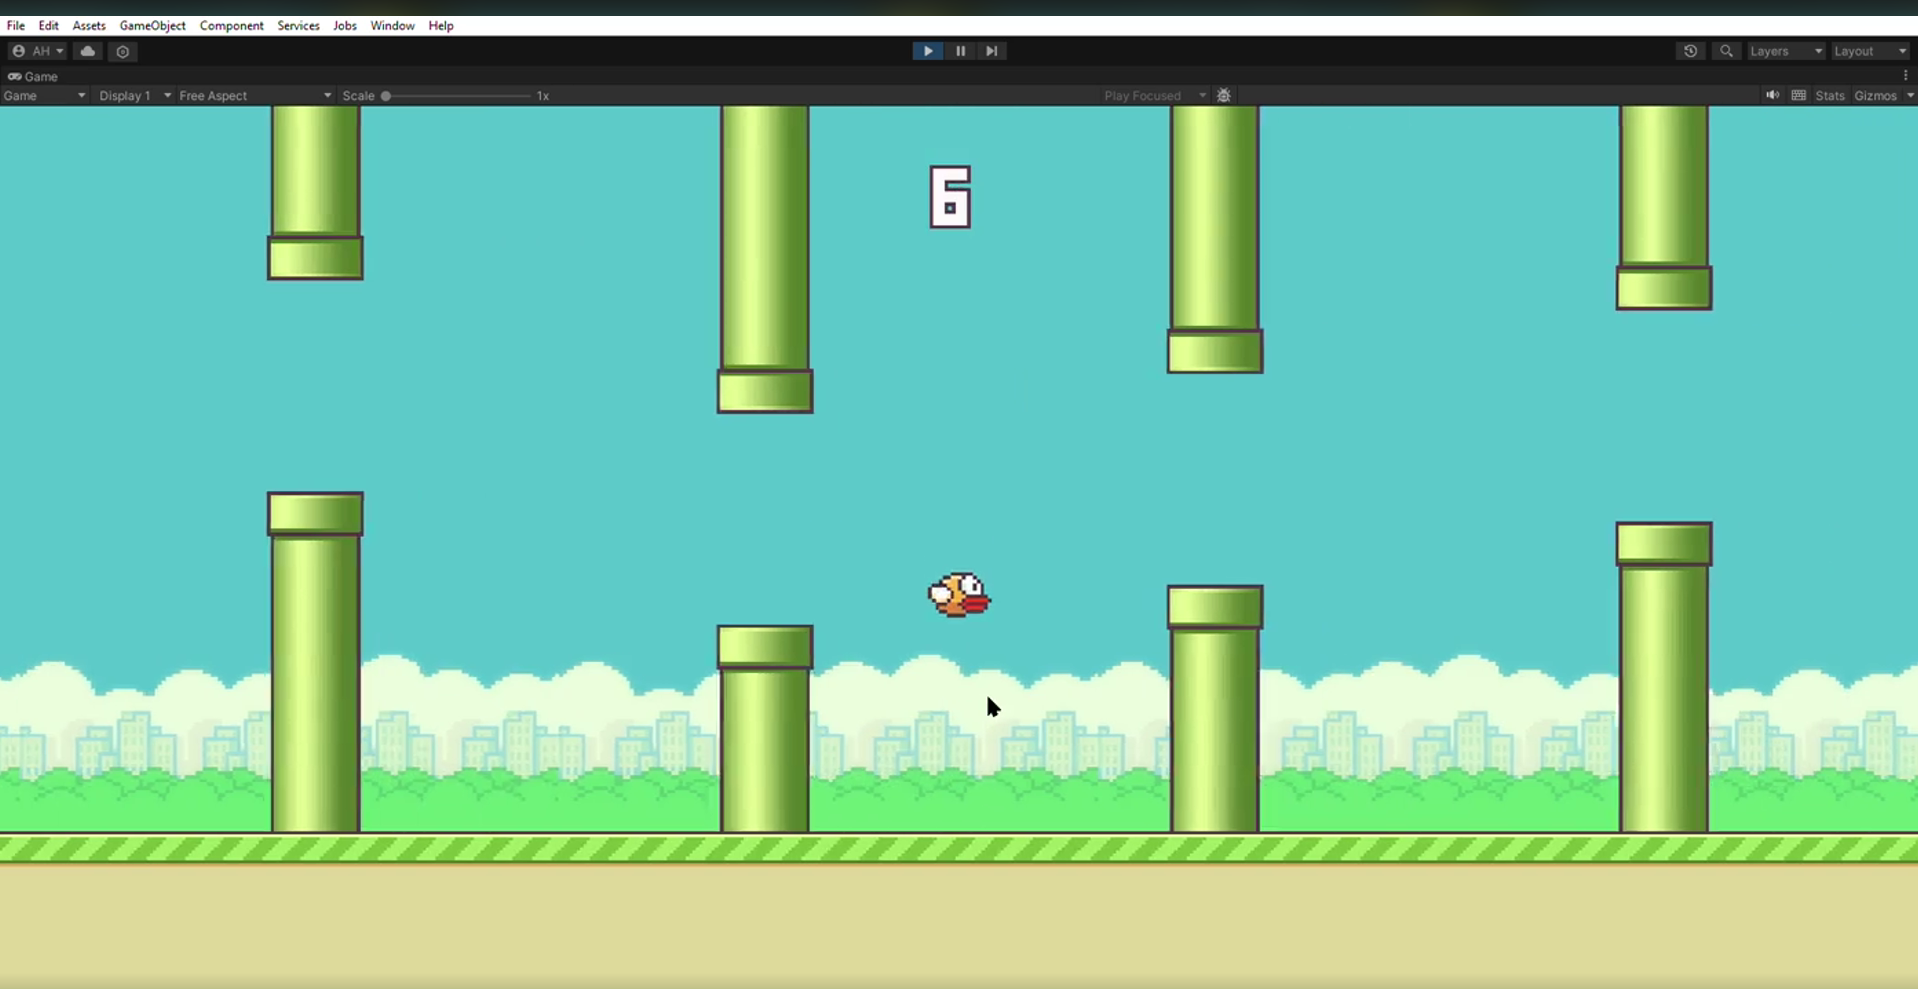 File Edit Assets GameObject Component Services Jobs Window Help
AH Layers Layout
Game
Game Display 1 Free Aspect Scale 1x Play Focused Stats Gizmos
6